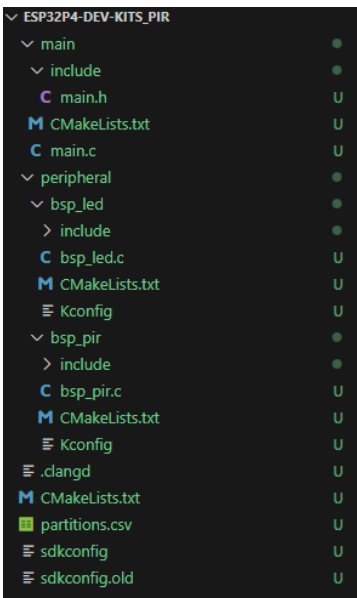 ESP32P4-DEV-KITS_PIR
main
include
C main.h U
M CMakeLists.txt U
C main.c U
peripheral
bsp_led
include
C bsp_led.c U
M CMakeLists.txt U
Kconfig U
bsp_pir
include
C bsp_pir.c U
M CMakeLists.txt U
Kconfig U
.clangd U
M CMakeLists.txt U
partitions.csv U
sdkconfig U
sdkconfig.old U